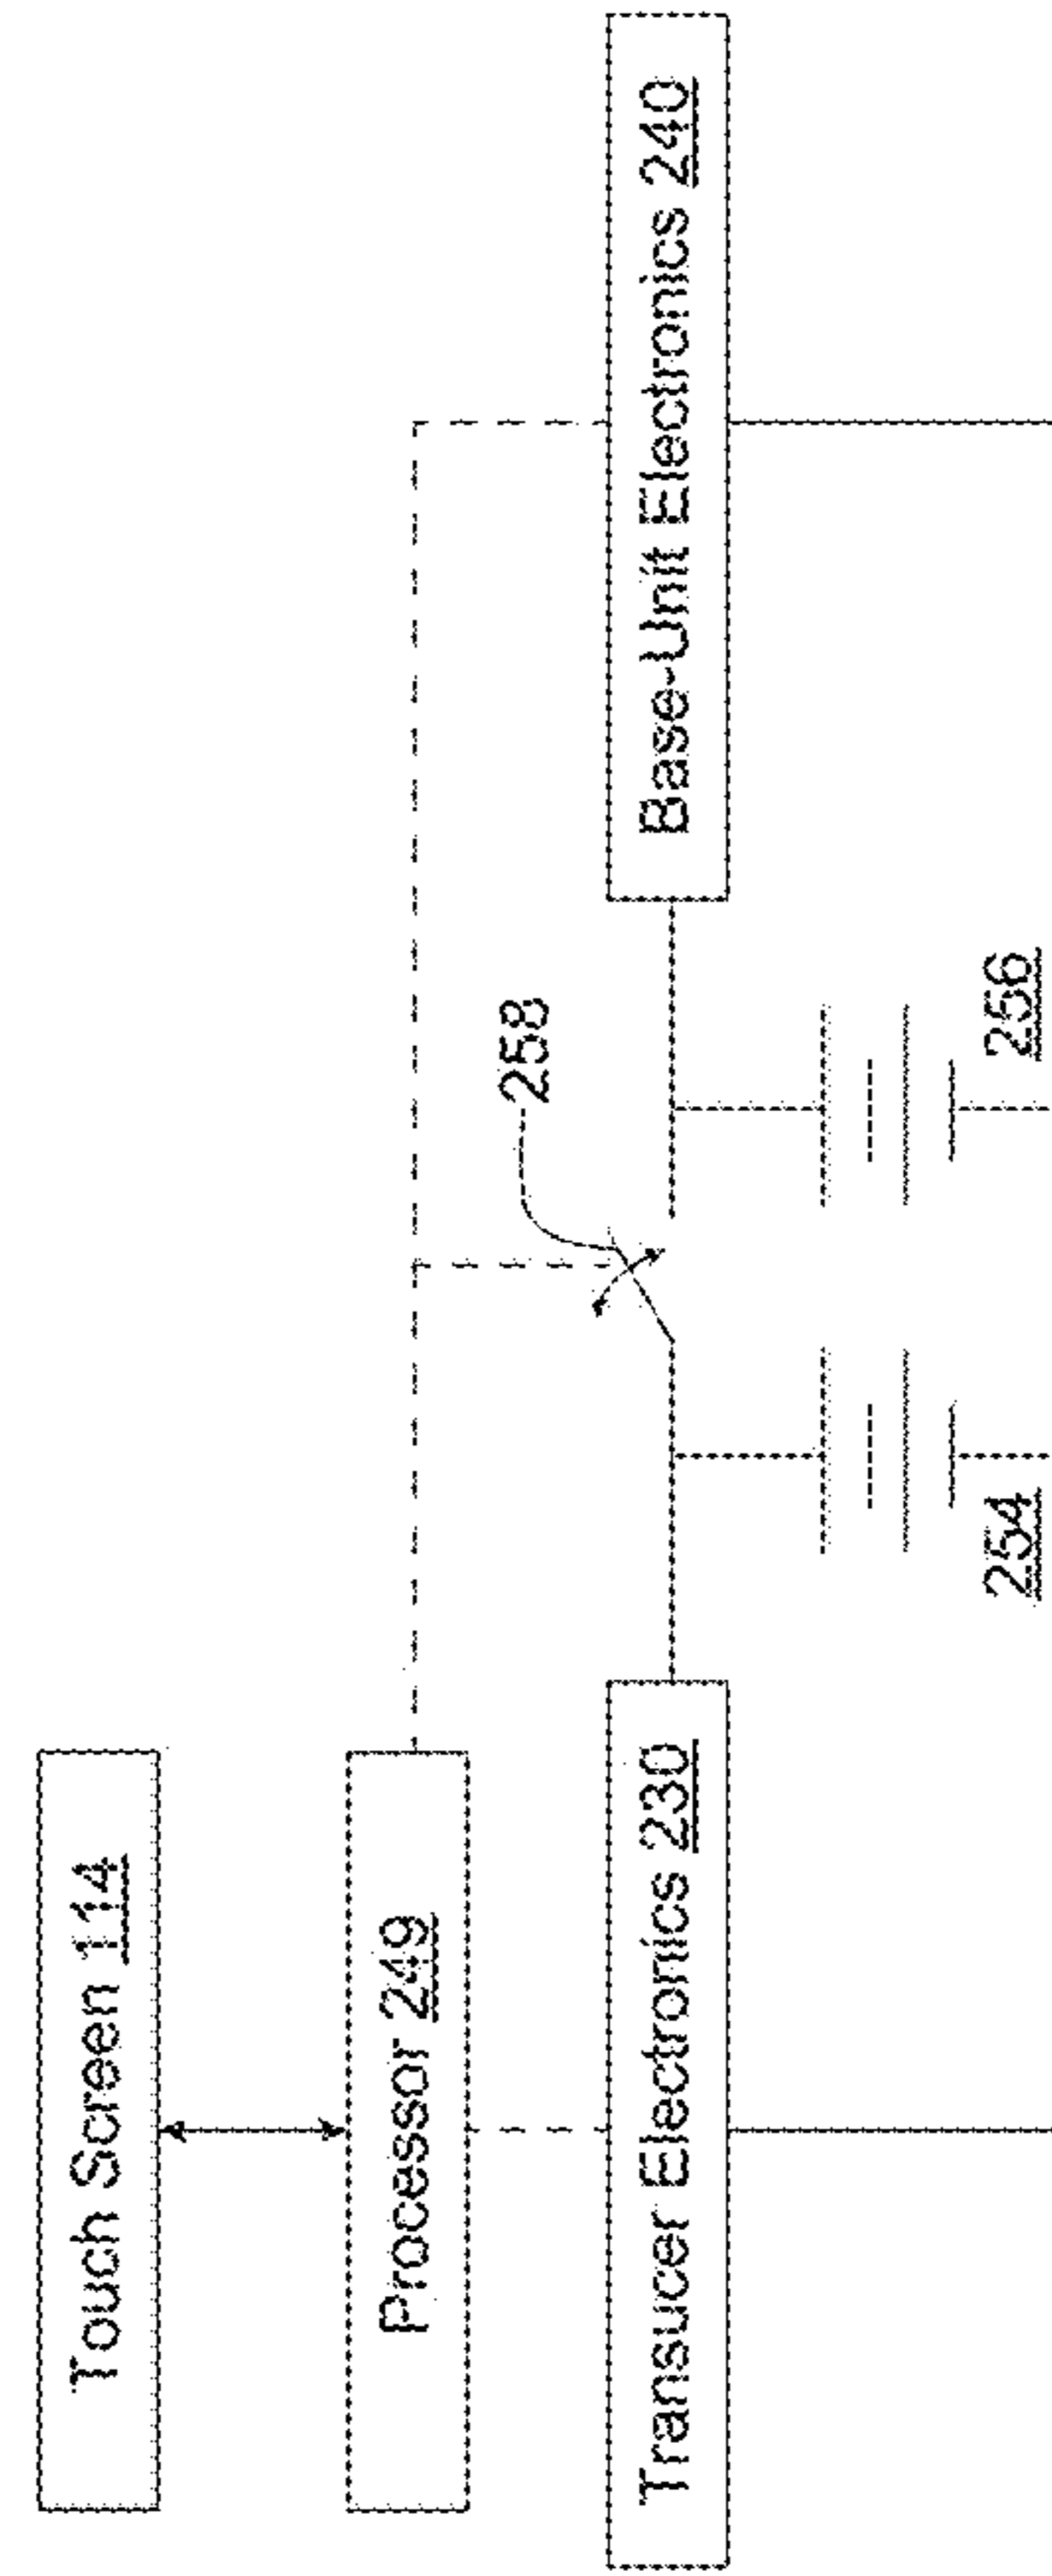 Touch Screen 114
Processor 249
258
Transucer Electronics 230
Base-Unit Electronics 240
254
256